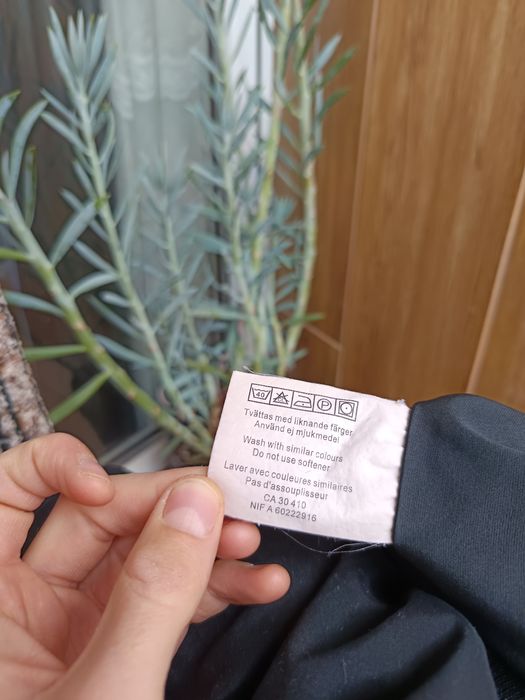 40 P
Tvättas med liknande färger
Använd ej mjukmedel
Wash with similar colours
Do not use softener
Laver avec couleures similaires
Pas d'assouplisseur
CA 30 410
NIF A 60222916